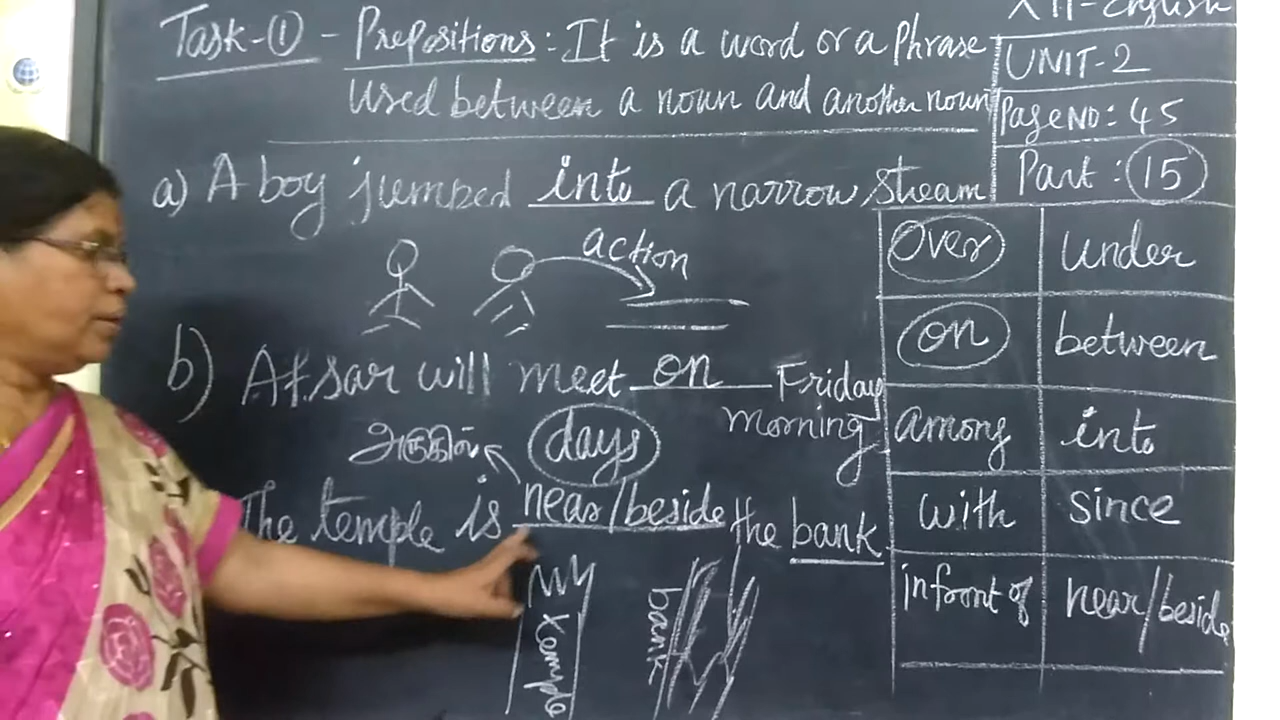 Task-① - Prepositions: It is a word or a phrase
used between a noun and another noun
XII-English
UNIT-2
Page NO: 45
Part: 15
a) A boy jumped into a narrow stream
action
b) Afsar will meet on Friday
morning
அருகில்
days
The temple is near/beside the bank
temple
bank
Over under
on between
among into
with since
infront of near/beside